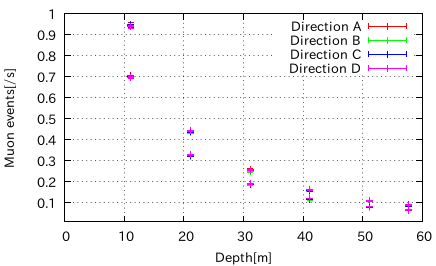 Muon events[/s]
1
0.9
0.8
0.7
0.6
0.5
0.4
0.3
0.2
0.1
Direction A
Direction B
Direction C
Direction D
0 10 20 30 40 50 60
Depth[m]